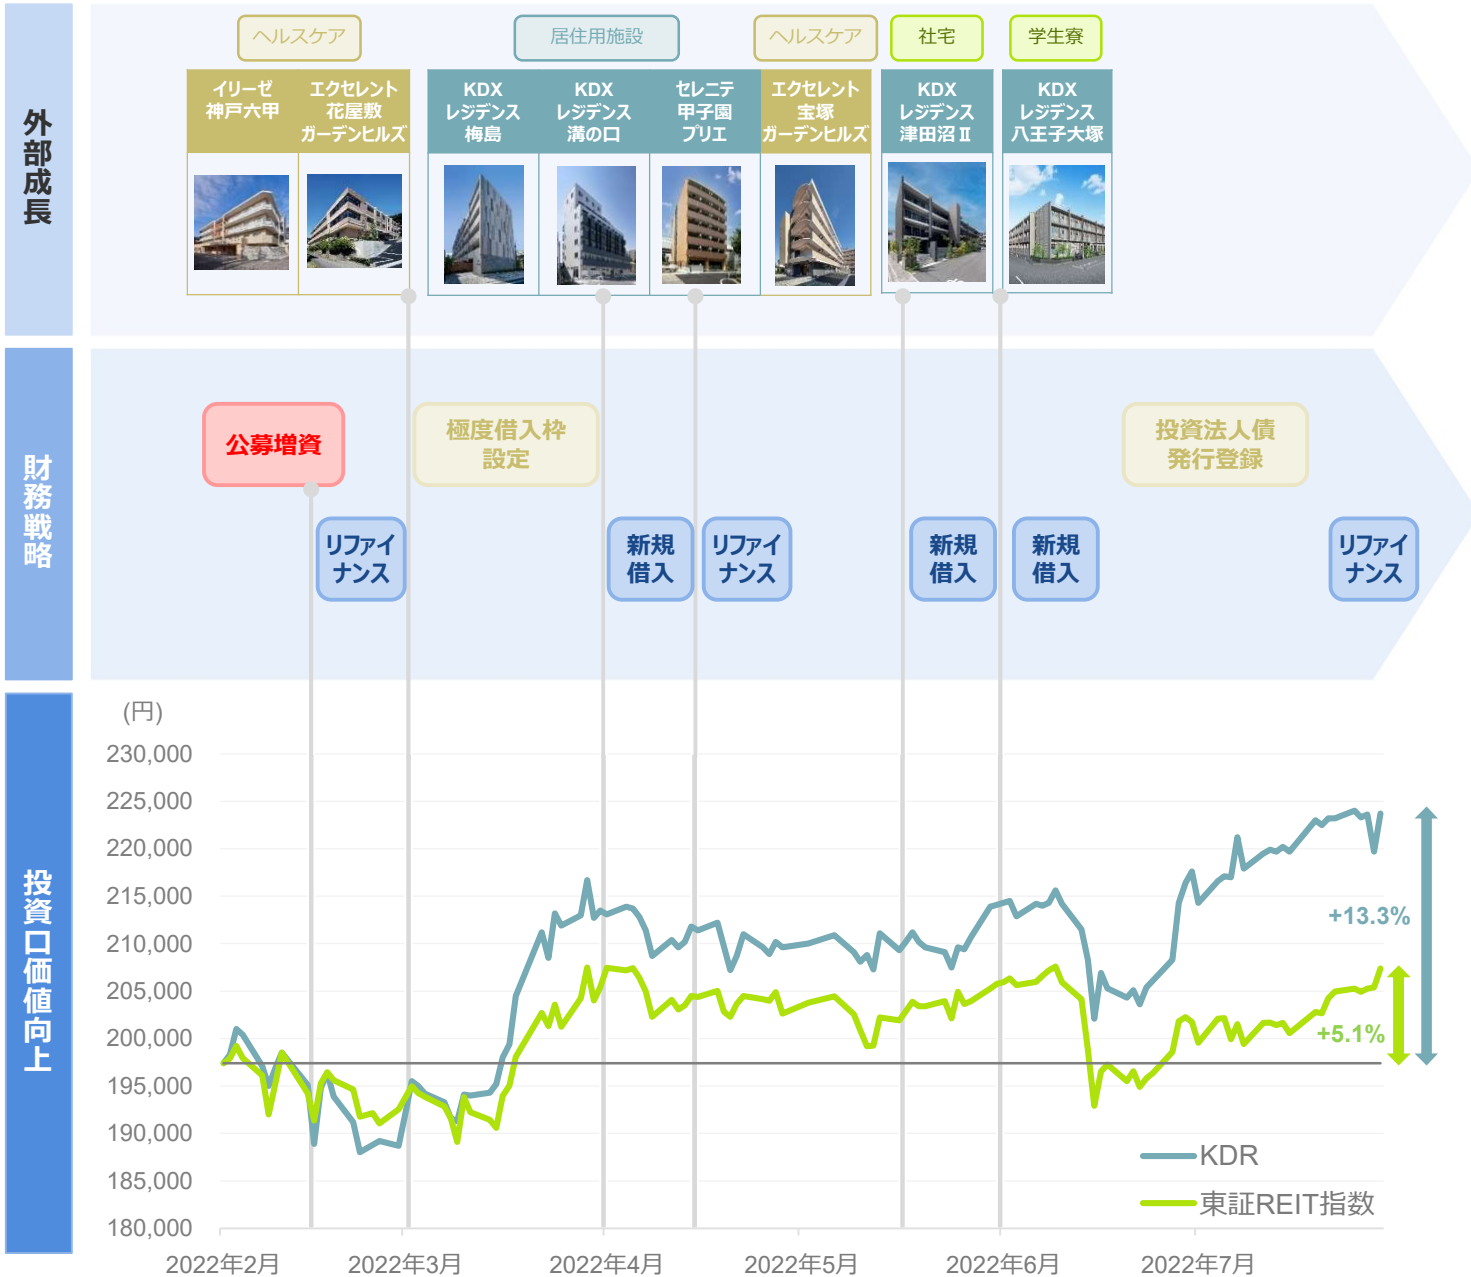 外部成長
ヘルスケア
居住用施設
ヘルスケア
社宅
学生寮
イリーゼ
神戸六甲
エクセレント
花屋敷
ガーデンヒルズ
KDX
レジデンス
梅島
KDX
レジデンス
溝の口
セレニテ
甲子園
プリエ
エクセレント
宝塚
ガーデンヒルズ
KDX
レジデンス
津田沼Ⅱ
KDX
レジデンス
八王子大塚
財務戦略
公募増資
極度借入枠
設定
投資法人債
発行登録
リファイ
ナンス
新規
借入
リファイ
ナンス
新規
借入
新規
借入
リファイ
ナンス
投資口価値向上
(円)
230,000
225,000
220,000
215,000
210,000
205,000
200,000
195,000
190,000
185,000
180,000
+13.3%
+5.1%
KDR
東証REIT指数
2022年2月
2022年3月
2022年4月
2022年5月
2022年6月
2022年7月